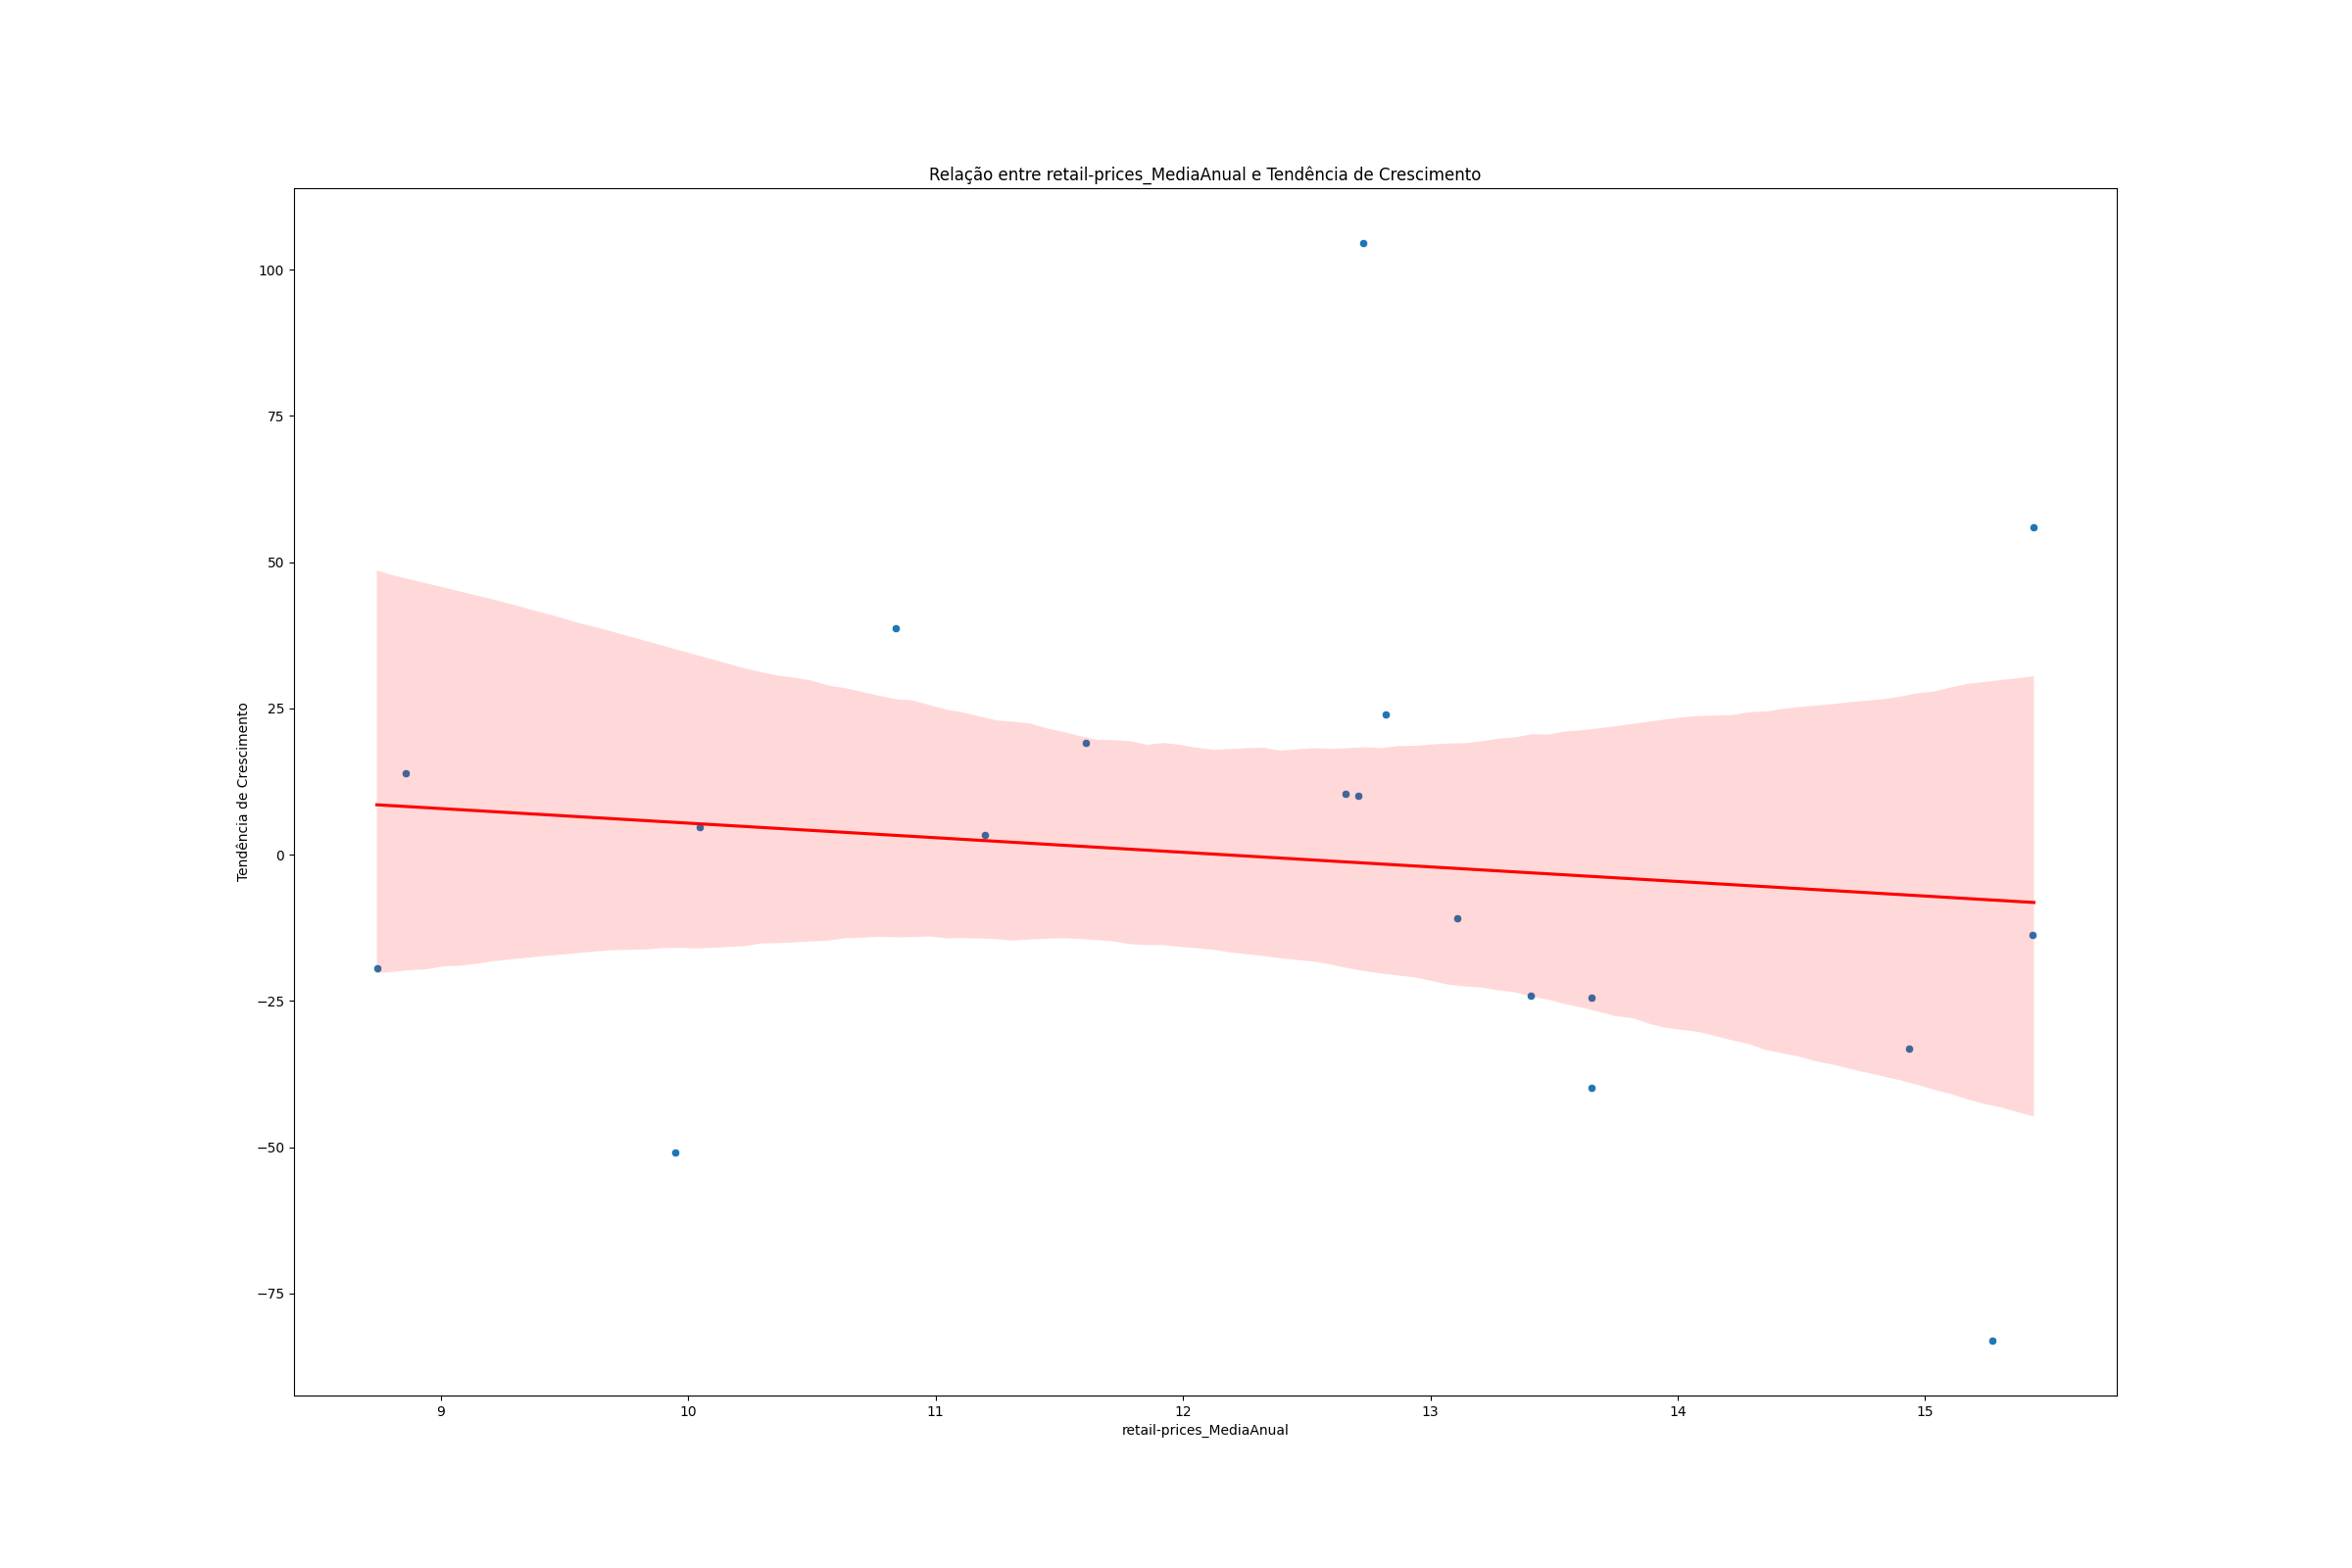 Relação entre retail-prices_MediaAnual e Tendência de Crescimento
100
75
50
25
0
−25
−50
−75
Tendência de Crescimento
9 10 11 12 13 14 15
retail-prices_MediaAnual